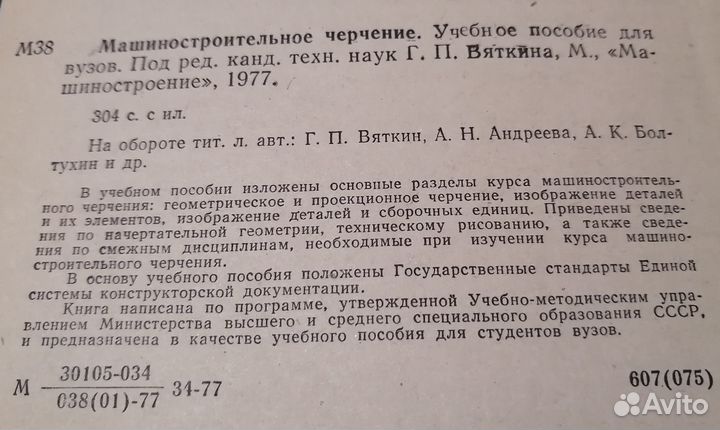 М38 Машиностроительное черчение. Учебное пособие для
вузов. Под ред. канд. техн. наук Г. П. Вяткина, М., «Ма-
шиностроение», 1977.
304 с. с ил.
На обороте тит. л. авт.: Г. П. Вяткин, А. Н. Андреева, А. К. Бол-
тухин и др.
В учебном пособии изложены основные разделы курса машинострои­тель-
ного черчения: геометрическое и проекционное черчение, изображение деталей
и их элементов, изображение деталей и сборочных единиц. Приведены сведе-
ния по начертательной геометрии, техническому рисованию, а также сведе-
ния по смежным дисциплинам, необходимые при изучении курса машино-
строительного черчения.
В основу учебного пособия положены Государственные стандарты Единой
системы конструкторской документации.
Книга написана по программе, утвержденной Учебно-методическим упра-
влением Министерства высшего и среднего специального образования СССР,
и предназначена в качестве учебного пособия для студентов вузов.
30105-034
М 34-77 607(075)
038(01)-77
Avito